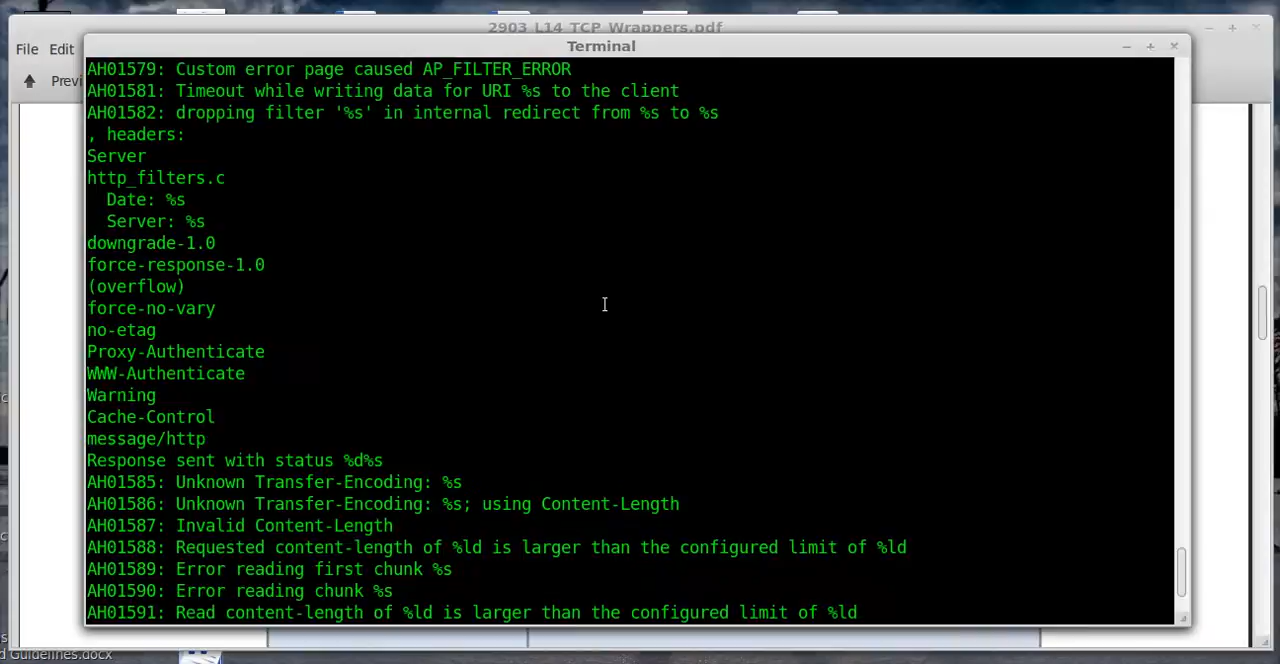 2903_L14_TCP_Wrappers.pdf
File Edit
Terminal
Previ
AH01579: Custom error page caused AP_FILTER_ERROR
AH01581: Timeout while writing data for URI %s to the client
AH01582: dropping filter '%s' in internal redirect from %s to %s
, headers:
Server
http_filters.c
  Date: %s
  Server: %s
downgrade-1.0
force-response-1.0
(overflow)
force-no-vary
no-etag
Proxy-Authenticate
WWW-Authenticate
Warning
Cache-Control
message/http
Response sent with status %d%s
AH01585: Unknown Transfer-Encoding: %s
AH01586: Unknown Transfer-Encoding: %s; using Content-Length
AH01587: Invalid Content-Length
AH01588: Requested content-length of %ld is larger than the configured limit of %ld
AH01589: Error reading first chunk %s
AH01590: Error reading chunk %s
AH01591: Read content-length of %ld is larger than the configured limit of %ld
d Guidelines.docx